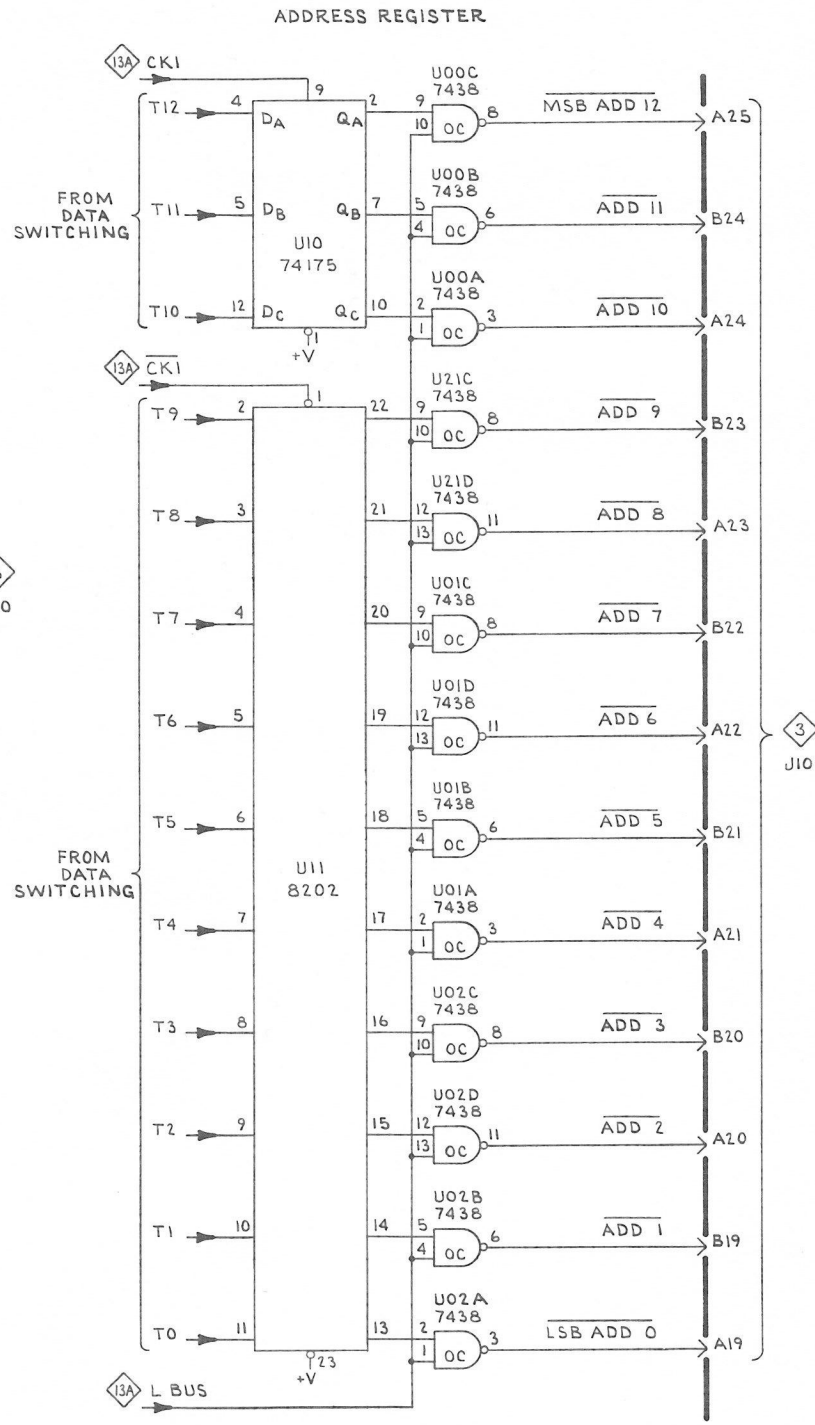 ADDRESS REGISTER
13A CK1
T12 4 DA 9 QA 2
U00C
7438
9
10 OC 8
MSB ADD 12
A25
FROM
DATA
SWITCHING
T11 5 DB QB 7
U00B
7438
5
4 OC 6
ADD 11
B24
U10
74175
T10 12 DC QC 10
U00A
7438
2
1 OC 3
ADD 10
A24
1
+V
13A CK1
1
T9 2 22
U21C
7438
9
10 OC 8
ADD 9
B23
T8 3 21
U21D
7438
12
13 OC 11
ADD 8
A23
0
T7 4 20
U01C
7438
9
10 OC 8
ADD 7
B22
T6 5 19
U01D
7438
12
13 OC 11
ADD 6
A22
3
J10
T5 6 18
U01B
7438
5
4 OC 6
ADD 5
B21
FROM
DATA
SWITCHING
U11
8202
T4 7 17
U01A
7438
2
1 OC 3
ADD 4
A21
T3 8 16
U02C
7438
9
10 OC 8
ADD 3
B20
T2 9 15
U02D
7438
12
13 OC 11
ADD 2
A20
T1 10 14
U02B
7438
5
4 OC 6
ADD 1
B19
T0 11 13
U02A
7438
2
1 OC 3
LSB ADD 0
A19
23
+V
13A L BUS